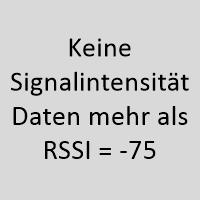 Keine
Signalintensität
Daten mehr als
RSSI = -75